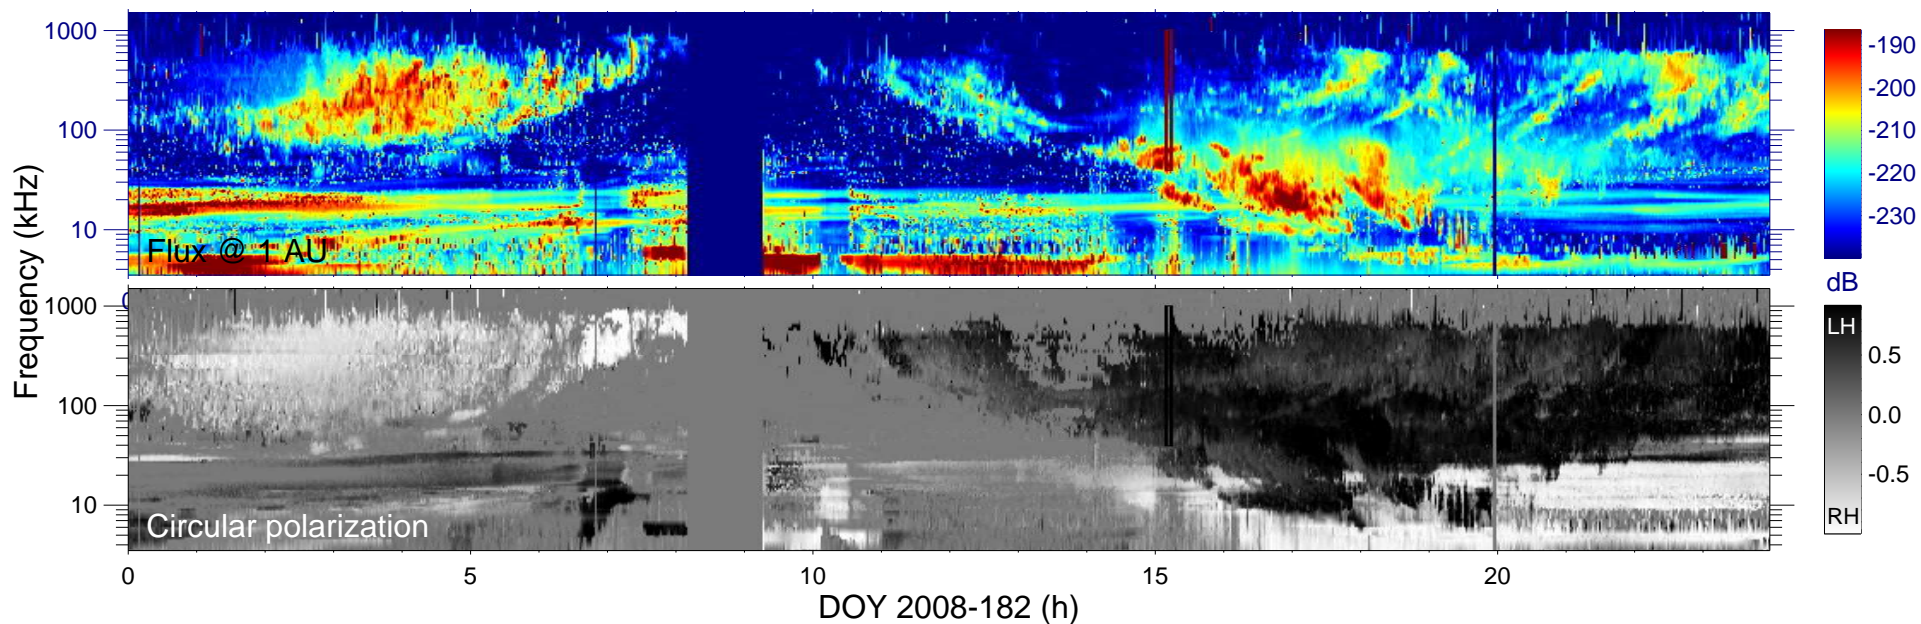 1000
100
10
Flux @ 1 AU
-190
-200
-210
-220
-230
dB
0
Frequency (kHz)
1000
100
10
Circular polarization
LH
0.5
0.0
-0.5
RH
0 5 10 15 20
DOY 2008-182 (h)